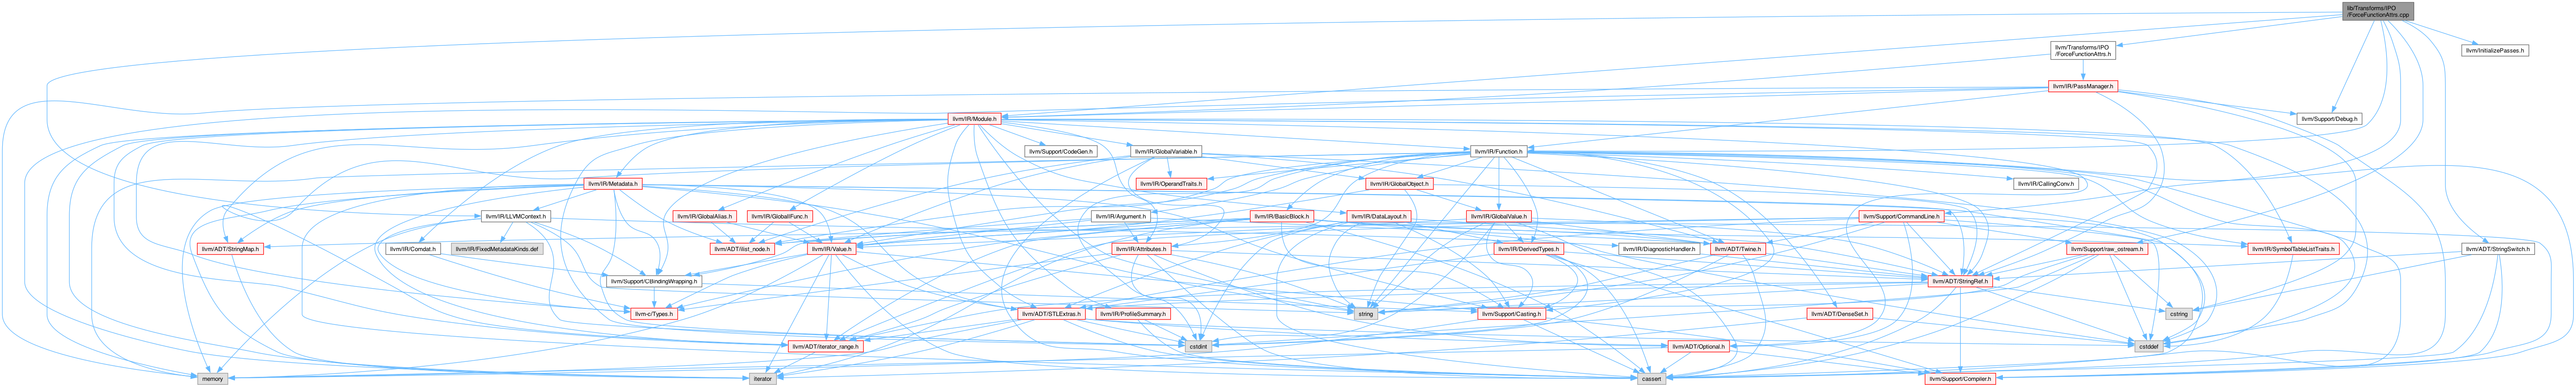 lib/Transforms/IPO
/ForceFunctionAttrs.cpp
llvm/Transforms/IPO
/ForceFunctionAttrs.h
llvm/InitializePasses.h
llvm/IR/PassManager.h
llvm/IR/Module.h
llvm/Support/Debug.h
llvm/Support/CodeGen.h
llvm/IR/GlobalVariable.h
llvm/IR/Function.h
llvm/IR/Metadata.h
llvm/IR/OperandTraits.h
llvm/IR/GlobalObject.h
llvm/IR/CallingConv.h
llvm/IR/LLVMContext.h
llvm/IR/GlobalAlias.h
llvm/IR/GlobalIFunc.h
llvm/IR/Argument.h
llvm/IR/BasicBlock.h
llvm/IR/DataLayout.h
llvm/IR/GlobalValue.h
llvm/Support/CommandLine.h
llvm/ADT/StringMap.h
llvm/IR/Comdat.h
llvm/IR/FixedMetadataKinds.def
llvm/ADT/ilist_node.h
llvm/IR/Value.h
llvm/IR/Attributes.h
llvm/IR/DerivedTypes.h
llvm/IR/DiagnosticHandler.h
llvm/ADT/Twine.h
llvm/Support/raw_ostream.h
llvm/IR/SymbolTableListTraits.h
llvm/ADT/StringSwitch.h
llvm/Support/CBindingWrapping.h
llvm/ADT/StringRef.h
llvm-c/Types.h
llvm/ADT/STLExtras.h
llvm/IR/ProfileSummary.h
string
llvm/Support/Casting.h
llvm/ADT/DenseSet.h
cstring
llvm/ADT/iterator_range.h
cstdint
llvm/ADT/Optional.h
cstddef
memory
iterator
cassert
llvm/Support/Compiler.h